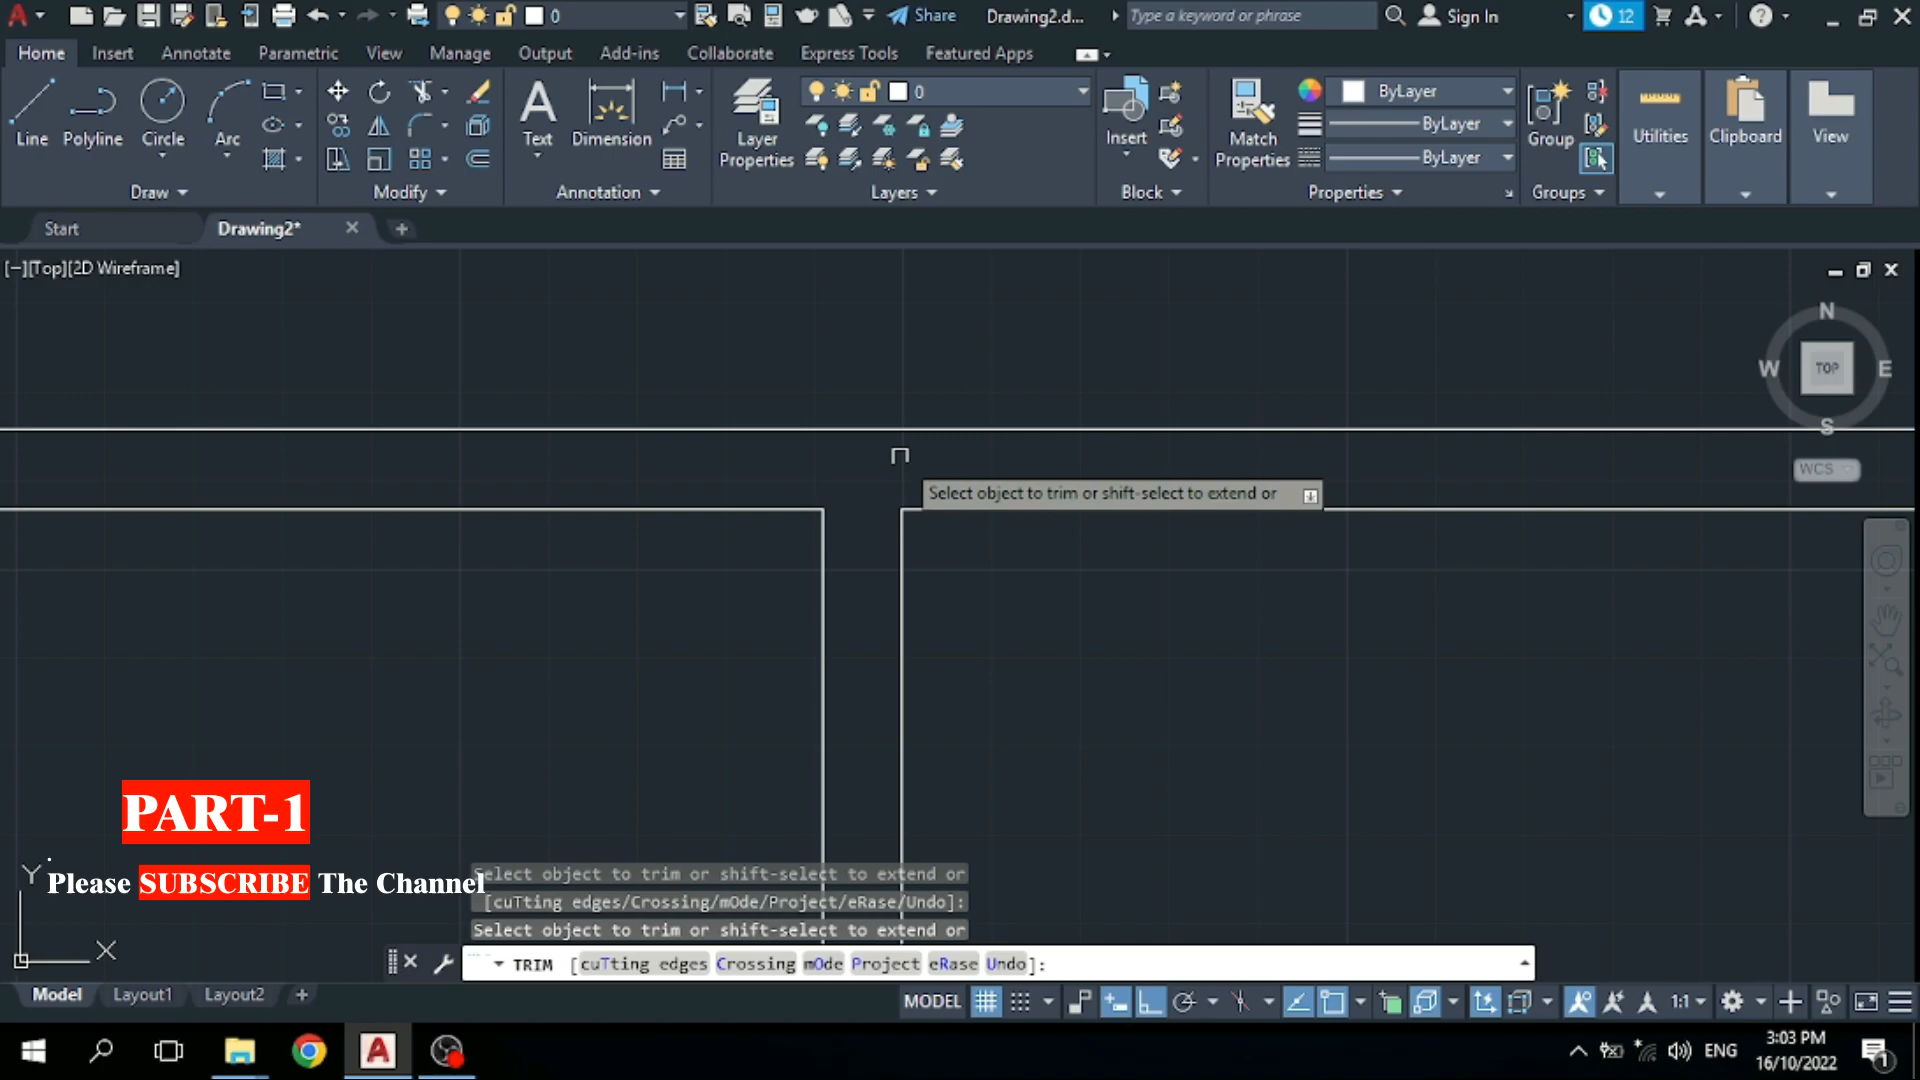 0
Share
Drawing2.d...
Type a keyword or phrase
Sign In
12
Home
Insert
Annotate
Parametric
View
Manage
Output
Add-ins
Collaborate
Express Tools
Featured Apps
Line
Polyline
Circle
Arc
Draw
Modify
Text
Dimension
Annotation
Layer
Properties
0
Layers
Insert
Block
Match
Properties
ByLayer
ByLayer
ByLayer
Properties
Group
Groups
Utilities
Clipboard
View
Start
Drawing2*
[−][Top][2D Wireframe]
N
W
TOP
E
S
WCS
Select object to trim or shift-select to extend or
PART-1
Please SUBSCRIBE The Channel
Y
X
Select object to trim or shift-select to extend or
[cuTting edges/Crossing/mOde/Project/eRase/Undo]:
Select object to trim or shift-select to extend or
TRIM [cuTting edges Crossing mOde Project eRase Undo]:
Model
Layout1
Layout2
MODEL
1:1
ENG
3:03 PM
16/10/2022
1